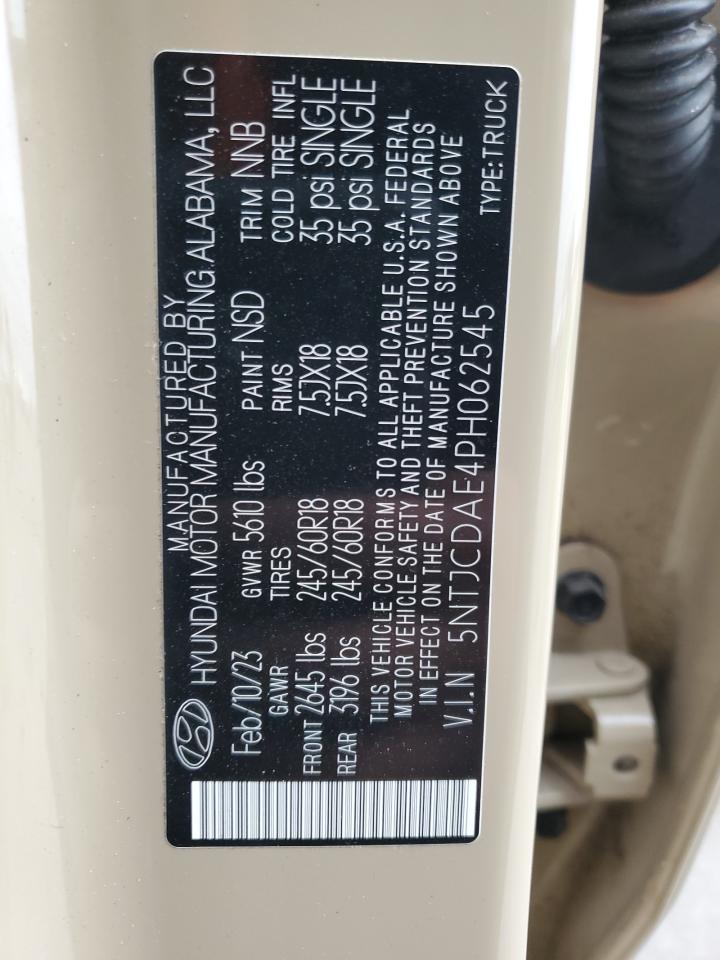 MANUFACTURED BY
HYUNDAI MOTOR MANUFACTURING ALABAMA, LLC
Feb/10/23 GVWR 5610 lbs PAINT NSD TRIM NNB
GAWR TIRES RIMS COLD TIRE INFL
FRONT 2645 lbs 245/60R18 7.5JX18 35 psi SINGLE
REAR 3196 lbs 245/60R18 7.5JX18 35 psi SINGLE
THIS VEHICLE CONFORMS TO ALL APPLICABLE U.S.A. FEDERAL
MOTOR VEHICLE SAFETY AND THEFT PREVENTION STANDARDS
IN EFFECT ON THE DATE OF MANUFACTURE SHOWN ABOVE
V.I.N 5NTJCDAE4PH062545 TYPE:TRUCK